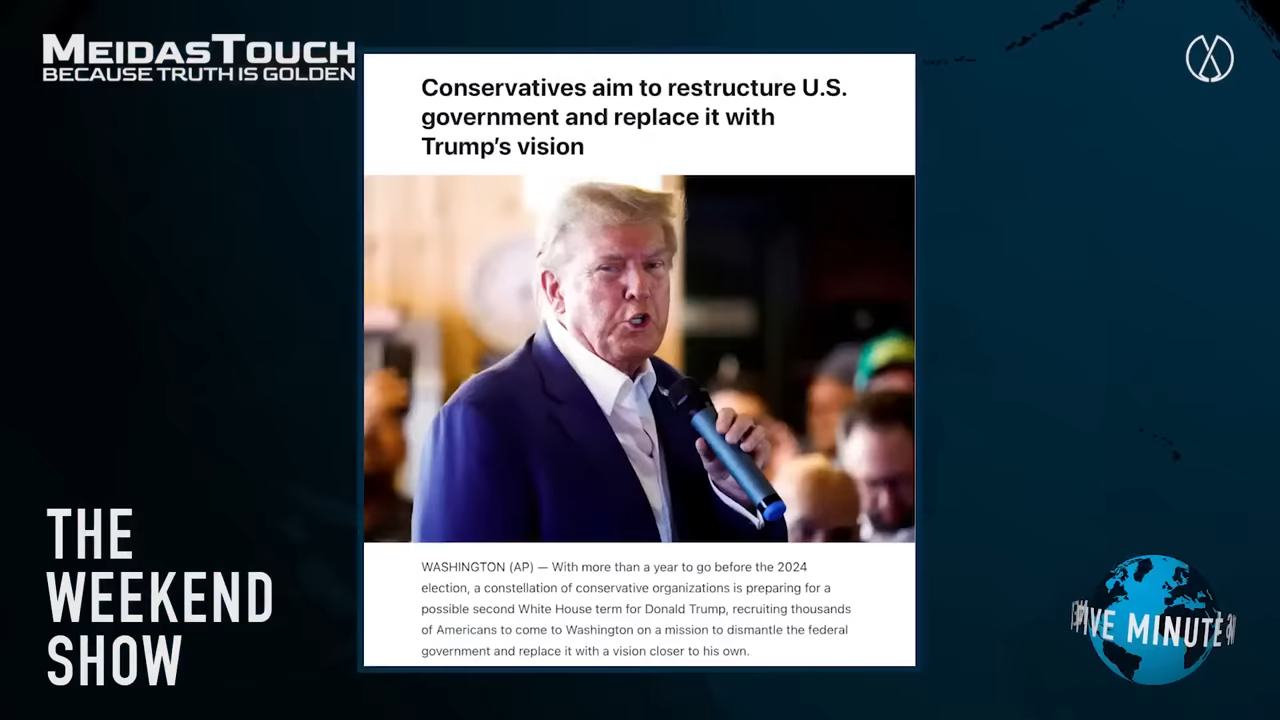 MEIDASTOUCH
BECAUSE TRUTH IS GOLDEN
Conservatives aim to restructure U.S.
government and replace it with
Trump's vision
WASHINGTON (AP) — With more than a year to go before the 2024
election, a constellation of conservative organizations is preparing for a
possible second White House term for Donald Trump, recruiting thousands
of Americans to come to Washington on a mission to dismantle the federal
government and replace it with a vision closer to his own.
THE
WEEKEND
SHOW
FIVE MINUTE